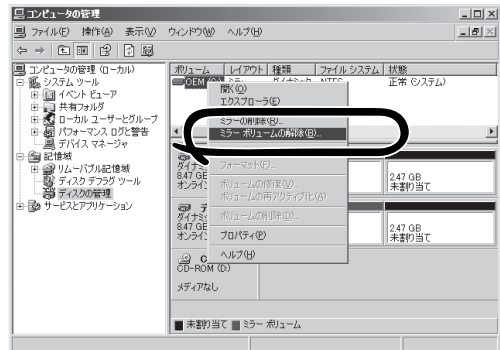 コンピュータの管理
ファイル(F) 操作(A) 表示(V) ウィンドウ(W) ヘルプ(H)
コンピュータの管理 (ローカル)
システム ツール
イベント ビューア
共有フォルダ
ローカル ユーザーとグループ
パフォーマンス ログと警告
デバイス マネージャ
記憶域
リムーバブル記憶域
ディスク デフラグ ツール
ディスクの管理
サービスとアプリケーション
ボリューム レイアウト 種類 ファイル システム 状態
OEM NTFS 正常 (システム)
開く(O)
エクスプローラ(E)
ミラーの削除(R)...
ミラー ボリュームの解除(B)...
フォーマット(F)...
ボリュームの修復(V)...
ボリュームの再アクティブ化(A)
ボリュームの削除(D)...
プロパティ(P)
ヘルプ(H)
8.47 GB
オンライン
2.47 GB
未割り当て
8.47 GB
オンライン
2.47 GB
未割り当て
CD-ROM (D:)
メディアなし
未割り当て ミラー ボリューム